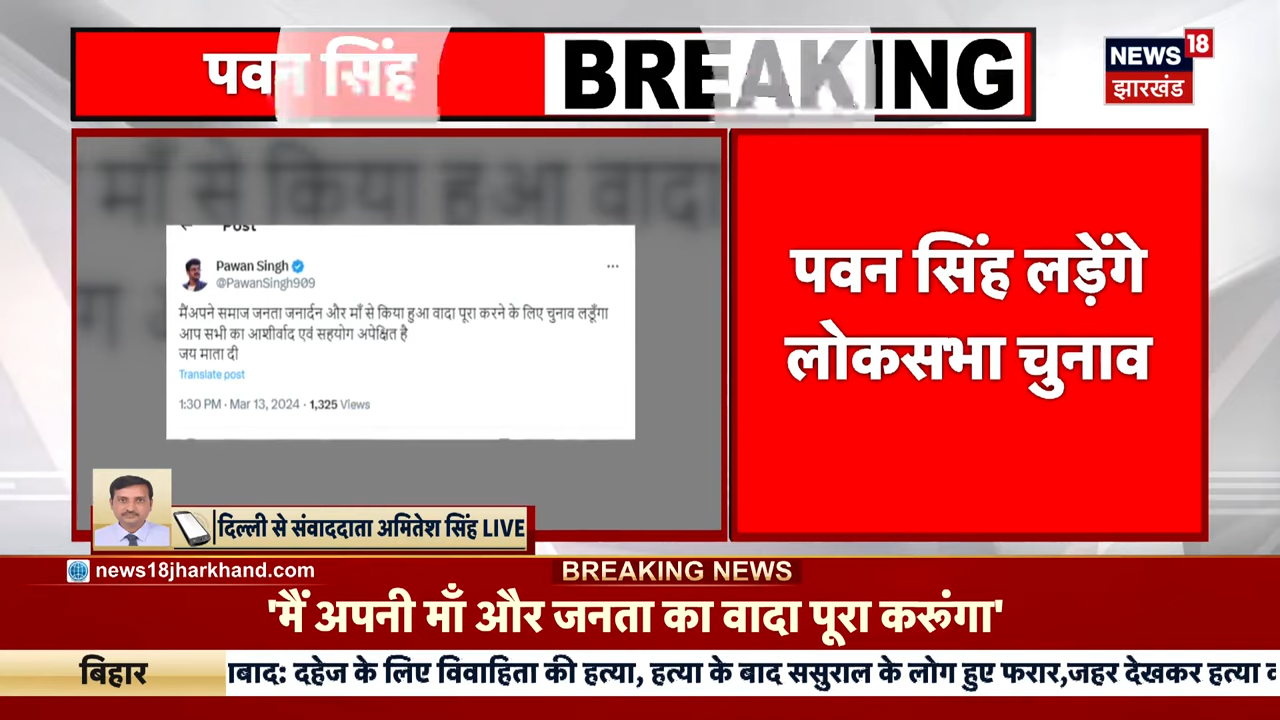 पवन सिंह
BREAKING
NEWS 18
झारखंड
Post
Pawan Singh
@PawanSingh909
मैंअपने समाज जनता जनार्दन और माँ से किया हुआ वादा पूरा करने के लिए चुनाव लडूँगा
आप सभी का आशीर्वाद एवं सहयोग अपेक्षित है
जय माता दी
Translate post
1:30 PM · Mar 13, 2024 · 1,325 Views
माँ से किया हुआ वादा
पवन सिंह लड़ेंगे
लोकसभा चुनाव
दिल्ली से संवाददाता अमितेश सिंह LIVE
news18jharkhand.com
BREAKING NEWS
'मैं अपनी माँ और जनता का वादा पूरा करूंगा'
बिहार
ाबाद: दहेज के लिए विवाहिता की हत्या, हत्या के बाद ससुराल के लोग हुए फरार,जहर देखकर हत्या